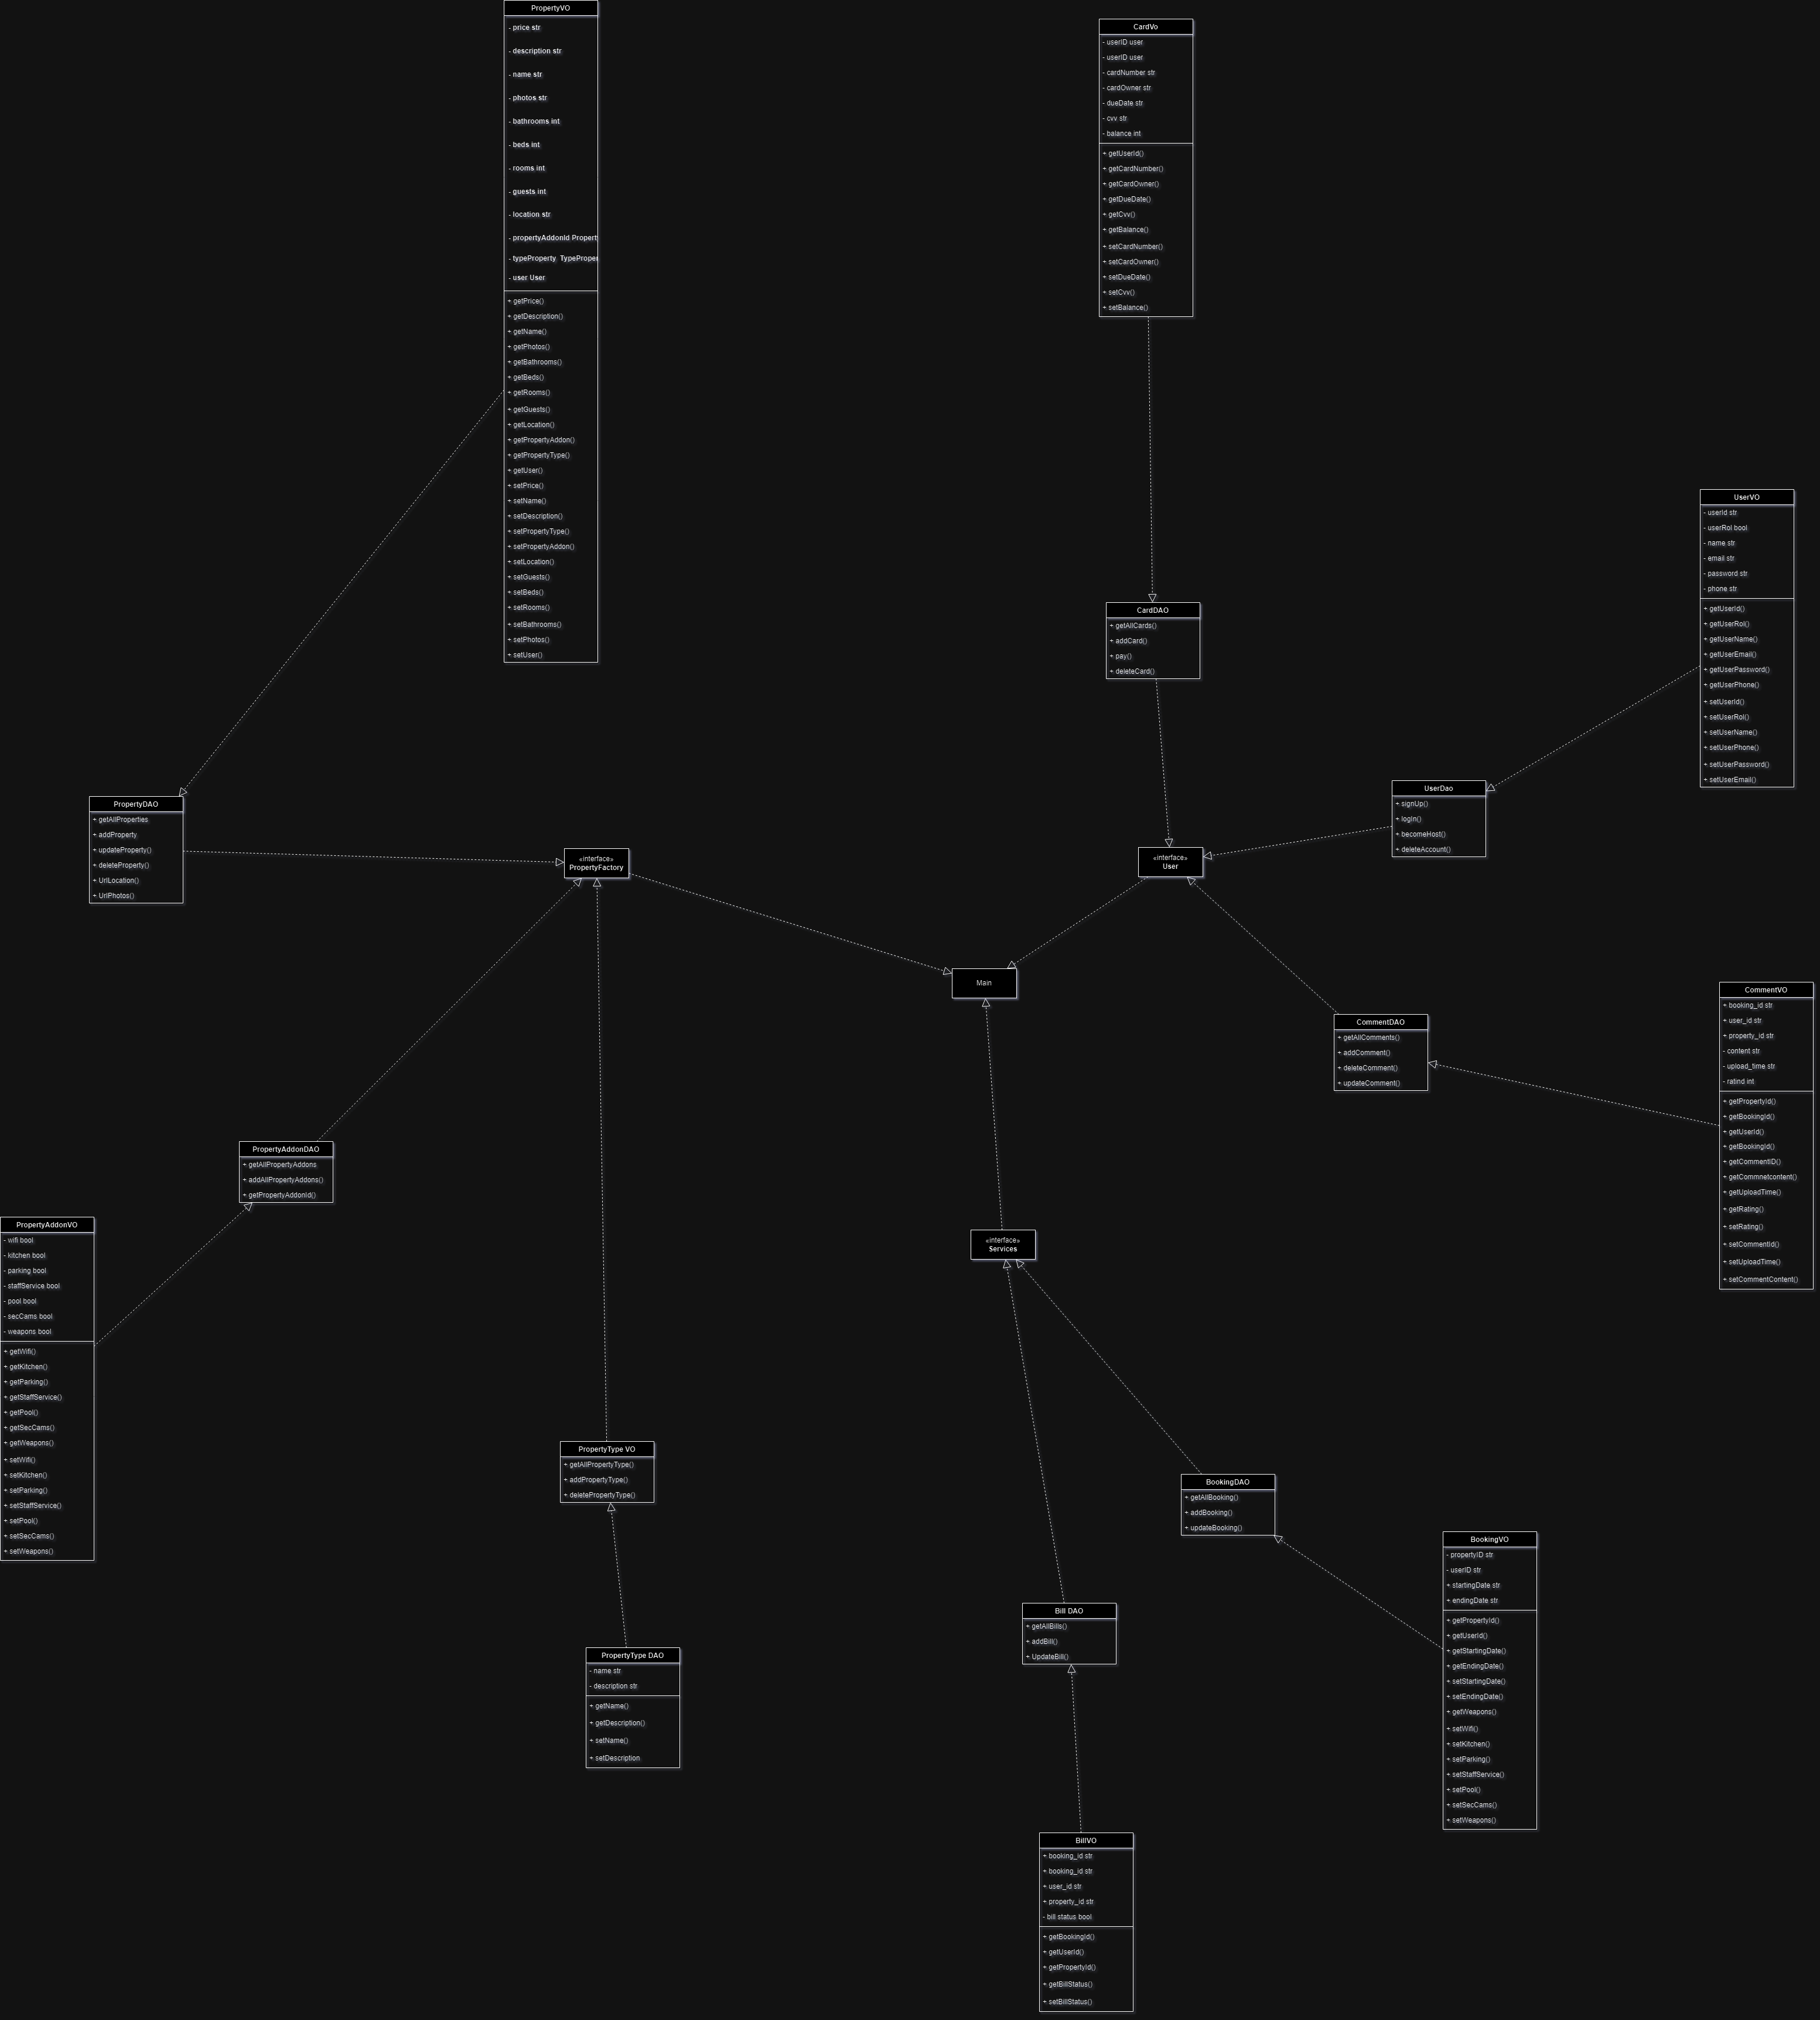 PropertyVO
- price str
- description str
- name str
- photos str
- bathrooms int
- beds int
- rooms int
- guests int
- location str
- propertyAddonId Propert
- typeProperty TypeProper
- user User
+ getPrice()
+ getDescription()
+ getName()
+ getPhotos()
+ getBathrooms()
+ getBeds()
+ getRooms()
+ getGuests()
+ getLocation()
+ getPropertyAddon()
+ getPropertyType()
+ getUser()
+ setPrice()
+ setName()
+ setDescription()
+ setPropertyType()
+ setPropertyAddon()
+ setLocation()
+ setGuests()
+ setBeds()
+ setRooms()
+ setBathrooms()
+ setPhotos()
+ setUser()
CardVo
- userID user
- userID user
- cardNumber str
- cardOwner str
- dueDate str
- cvv str
- balance int
+ getUserId()
+ getCardNumber()
+ getCardOwner()
+ getDueDate()
+ getCvv()
+ getBalance()
+ setCardNumber()
+ setCardOwner()
+ setDueDate()
+ setCvv()
+ setBalance()
UserVO
- userId str
- userRol bool
- name str
- email str
- password str
- phone str
+ getUserId()
+ getUserRol()
+ getUserName()
+ getUserEmail()
+ getUserPassword()
+ getUserPhone()
+ setUserId()
+ setUserRol()
+ setUserName()
+ setUserPhone()
+ setUserPassword()
+ setUserEmail()
CardDAO
+ getAllCards()
+ addCard()
+ pay()
+ deleteCard()
UserDao
+ signUp()
+ logIn()
+ becomeHost()
+ deleteAccount()
PropertyDAO
+ getAllProperties
+ addProperty
+ updateProperty()
+ deleteProperty()
+ UrlLocation()
+ UrlPhotos()
«interface»
PropertyFactory
«interface»
User
Main
CommentDAO
+ getAllComments()
+ addComment()
+ deleteComment()
+ updateComment()
CommentVO
+ booking_id str
+ user_id str
+ property_id str
- content str
- upload_time str
- ratind int
+ getPropertyId()
+ getBookingId()
+ getUserId()
+ getBookingId()
+ getCommentID()
+ getCommnetcontent()
+ getUploadTime()
+ getRating()
+ setRating()
+ setCommentId()
+ setUploadTime()
+ setCommentContent()
PropertyAddonDAO
+ getAllPropertyAddons
+ addAllPropertyAddons()
+ getPropertyAddonId()
PropertyAddonVO
- wifi bool
- kitchen bool
- parking bool
- staffService bool
- pool bool
- secCams bool
- weapons bool
+ getWifi()
+ getKitchen()
+ getParking()
+ getStaffService()
+ getPool()
+ getSecCams()
+ getWeapons()
+ setWifi()
+ setKitchen()
+ setParking()
+ setStaffService()
+ setPool()
+ setSecCams()
+ setWeapons()
«interface»
Services
PropertyType VO
+ getAllPropertyType()
+ addPropertyType()
+ deletePropertyType()
BookingDAO
+ getAllBooking()
+ addBooking()
+ updateBooking()
BookingVO
- propertyID str
- userID str
+ startingDate str
+ endingDate str
+ getPropertyId()
+ getUserId()
+ getStartingDate()
+ getEndingDate()
+ setStartingDate()
+ setEndingDate()
+ getWeapons()
+ setWifi()
+ setKitchen()
+ setParking()
+ setStaffService()
+ setPool()
+ setSecCams()
+ setWeapons()
Bill DAO
+ getAllBills()
+ addBill()
+ UpdateBill()
PropertyType DAO
- name str
- description str
+ getName()
+ getDescription()
+ setName()
+ setDescription
BillVO
+ booking_id str
+ booking_id str
+ user_id str
+ property_id str
- bill status bool
+ getBookingId()
+ getUserId()
+ getPropertyId()
+ getBillStatus()
+ setBillStatus()